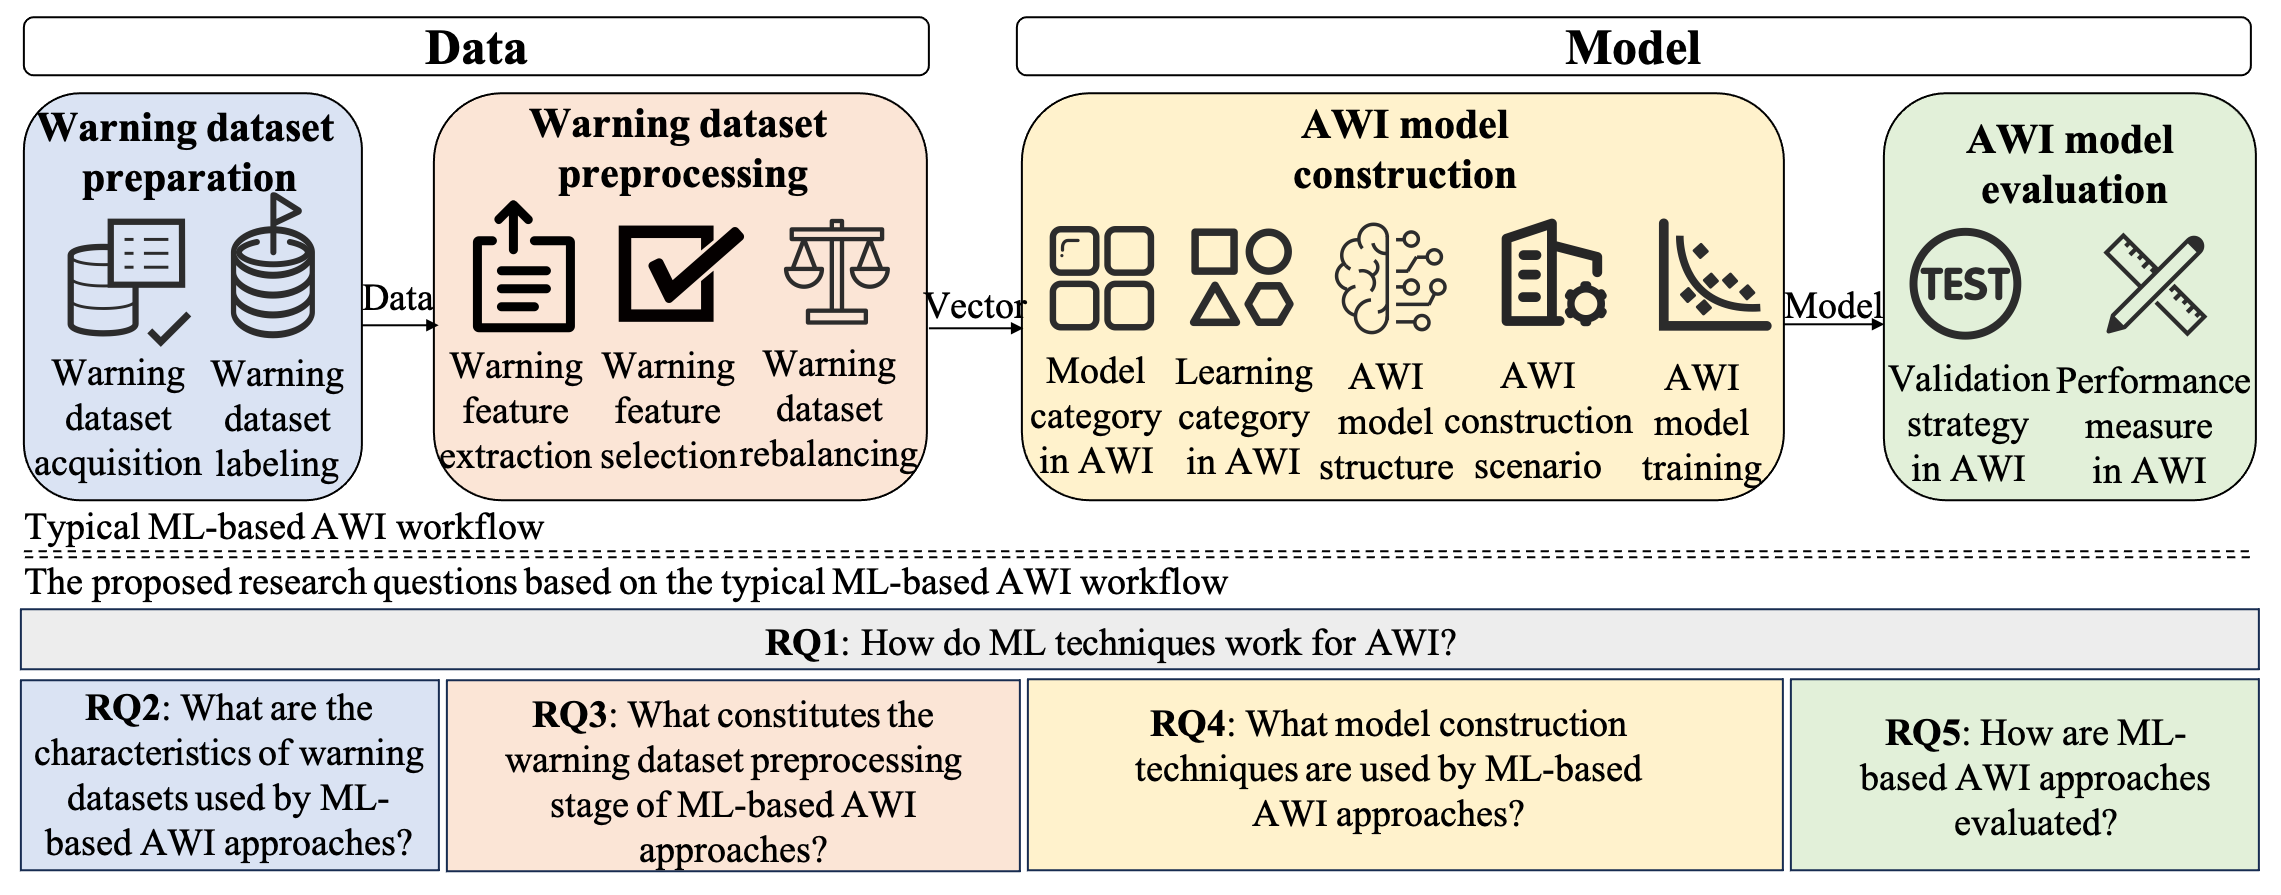 Data
Model
Warning dataset
preparation
Warning
dataset
acquisition
Warning
dataset
labeling
Data
Warning dataset
preprocessing
Warning
feature
extraction
Warning
feature
selection
Warning
dataset
rebalancing
Vector
AWI model
construction
Model
category
in AWI
Learning
category
in AWI
AWI
model
structure
AWI
construction
scenario
AWI
model
training
Model
AWI model
evaluation
TEST
Validation
strategy
in AWI
Performance
measure
in AWI
Typical ML-based AWI workflow
The proposed research questions based on the typical ML-based AWI workflow
RQ1: How do ML techniques work for AWI?
RQ2: What are the
characteristics of warning
datasets used by ML-
based AWI approaches?
RQ3: What constitutes the
warning dataset preprocessing
stage of ML-based AWI
approaches?
RQ4: What model construction
techniques are used by ML-based
AWI approaches?
RQ5: How are ML-
based AWI approaches
evaluated?